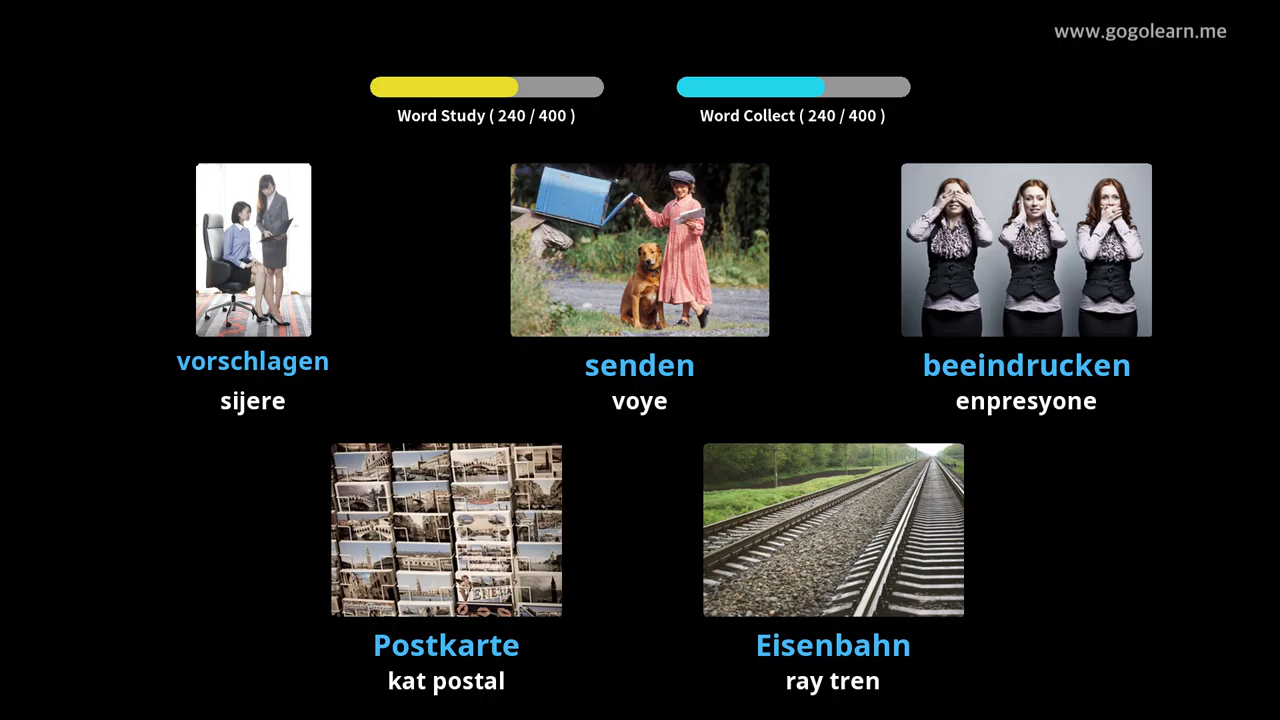 www.gogolearn.me
Word Study ( 240 / 400 )
Word Collect ( 240 / 400 )
vorschlagen
sijere
senden
voye
beeindrucken
enpresyone
Postkarte
kat postal
Eisenbahn
ray tren